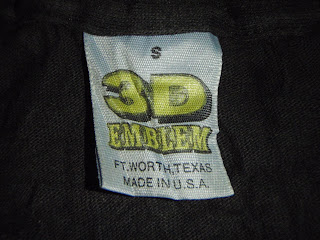 S
3D
EMBLEM
FT. WORTH, TEXAS
MADE IN U.S.A.